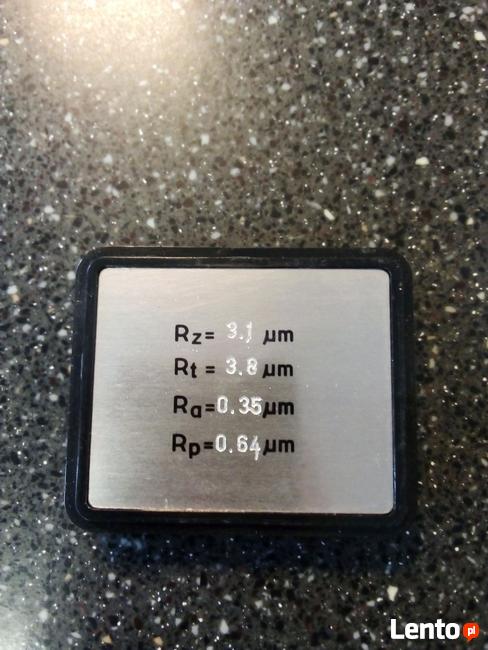 Rz= 3.1 µm
Rt = 3.8 µm
Ra=0.35µm
Rp=0.64µm
Lento pl